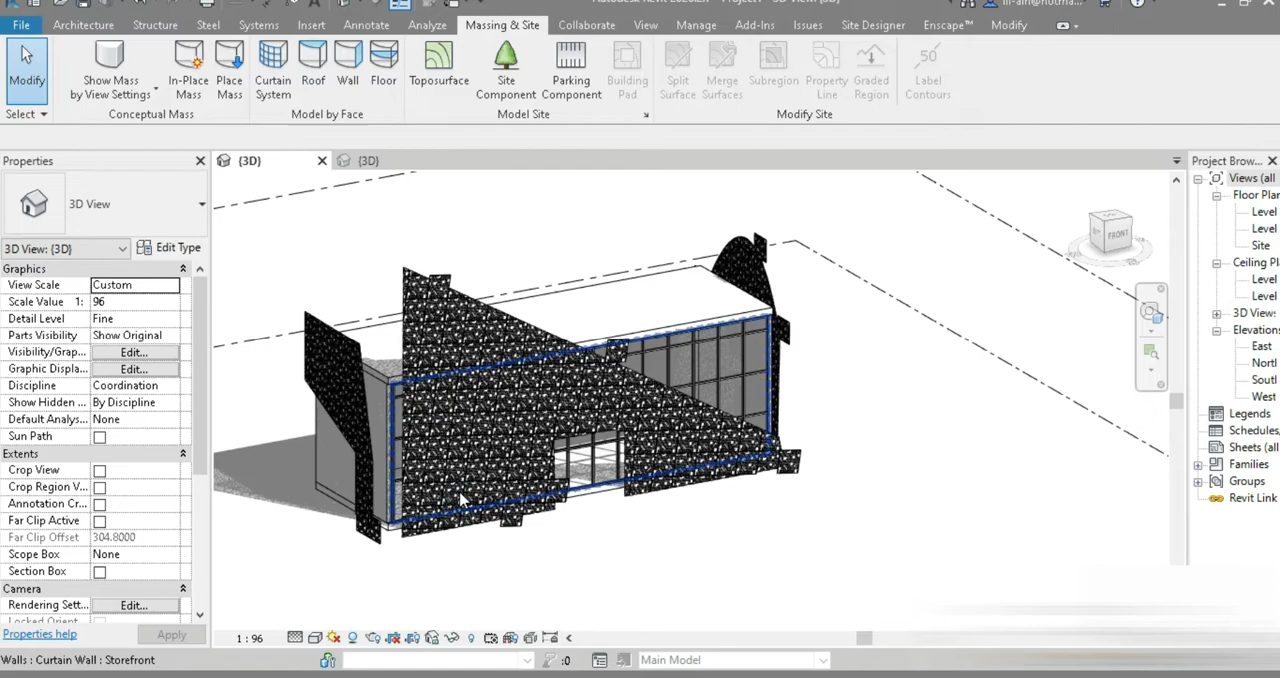 File Architecture Structure Steel Systems Insert Annotate Analyze Massing & Site Collaborate View Manage Add-Ins Issues Site Designer Enscape™ Modify
Modify
Show Mass
by View Settings
In-Place
Mass
Place
Mass
Curtain
System
Roof
Wall
Floor
Toposurface
Site
Component
Parking
Component
Building
Pad
Split
Surface
Merge
Surfaces
Subregion
Property
Line
Graded
Region
50
Label
Contours
Select
Conceptual Mass
Model by Face
Model Site
Modify Site
Properties
{3D}
{3D}
Project Brow...
3D View
3D View: {3D}
Edit Type
Graphics
View Scale Custom
Scale Value 1: 96
Detail Level Fine
Parts Visibility Show Original
Visibility/Grap... Edit...
Graphic Displa... Edit...
Discipline Coordination
Show Hidden ... By Discipline
Default Analys... None
Sun Path
Extents
Crop View
Crop Region V...
Annotation Cr...
Far Clip Active
Far Clip Offset 304.8000
Scope Box None
Section Box
Camera
Rendering Sett... Edit...
Properties help
Apply
FRONT
Views (all
Floor Plan
Level
Level
Site
Ceiling Pl
Level
Level
3D Views
Elevations
East
North
South
West
Legends
Schedules,
Sheets (all
Families
Groups
Revit Link
1 : 96
Walls : Curtain Wall : Storefront
:0
Main Model